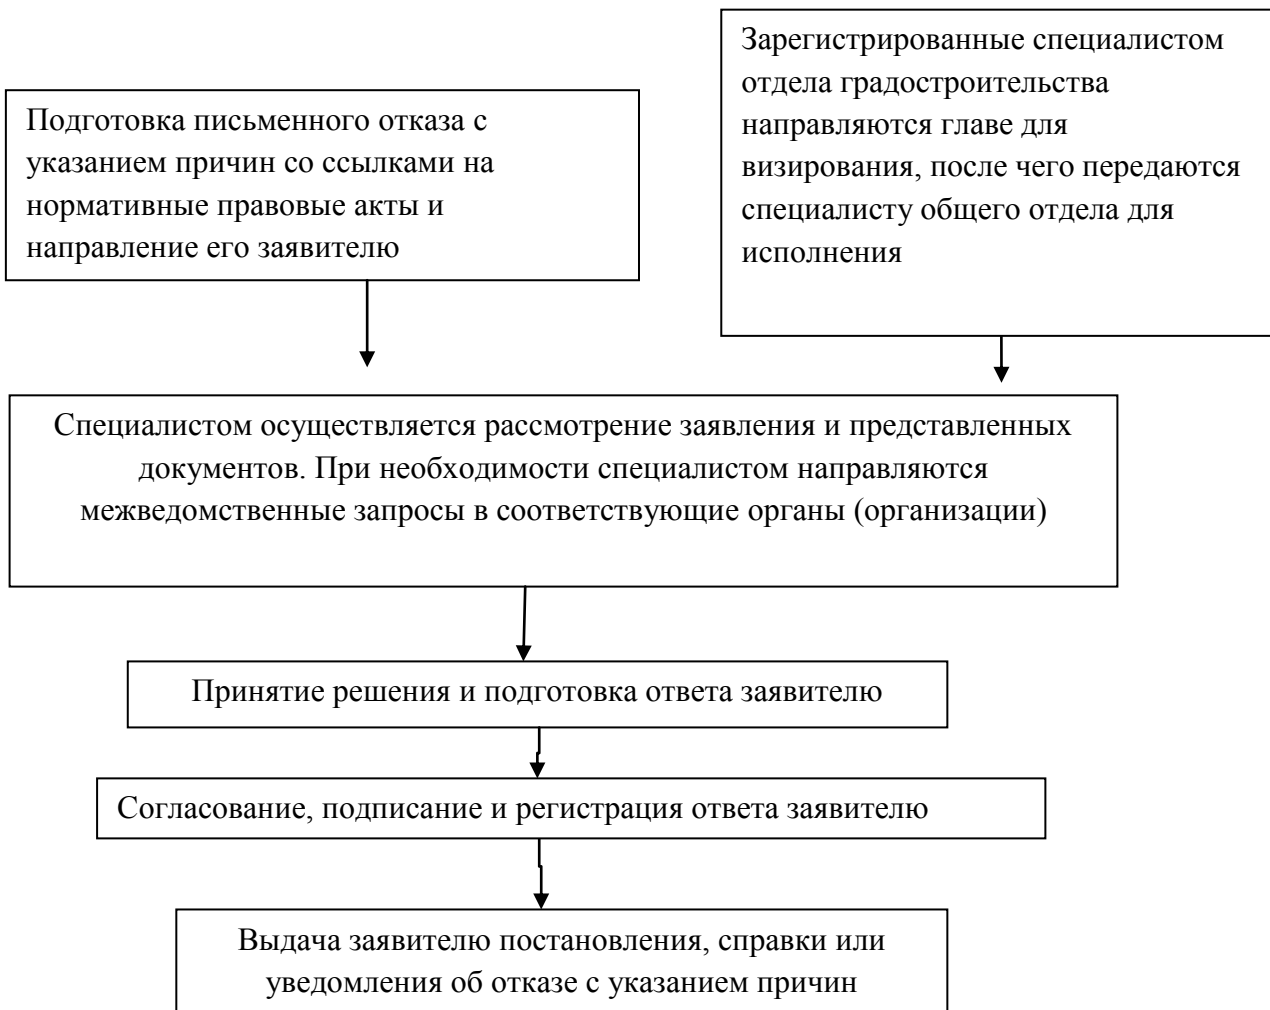 Подготовка письменного отказа с
указанием причин со ссылками на
нормативные правовые акты и
направление его заявителю
Зарегистрированные специалистом
отдела градостроительства
направляются главе для
визирования, после чего передаются
специалисту общего отдела для
исполнения
Специалистом осуществляется рассмотрение заявления и представленных
документов. При необходимости специалистом направляются
межведомственные запросы в соответствующие органы (организации)
Принятие решения и подготовка ответа заявителю
Согласование, подписание и регистрация ответа заявителю
Выдача заявителю постановления, справки или
уведомления об отказе с указанием причин